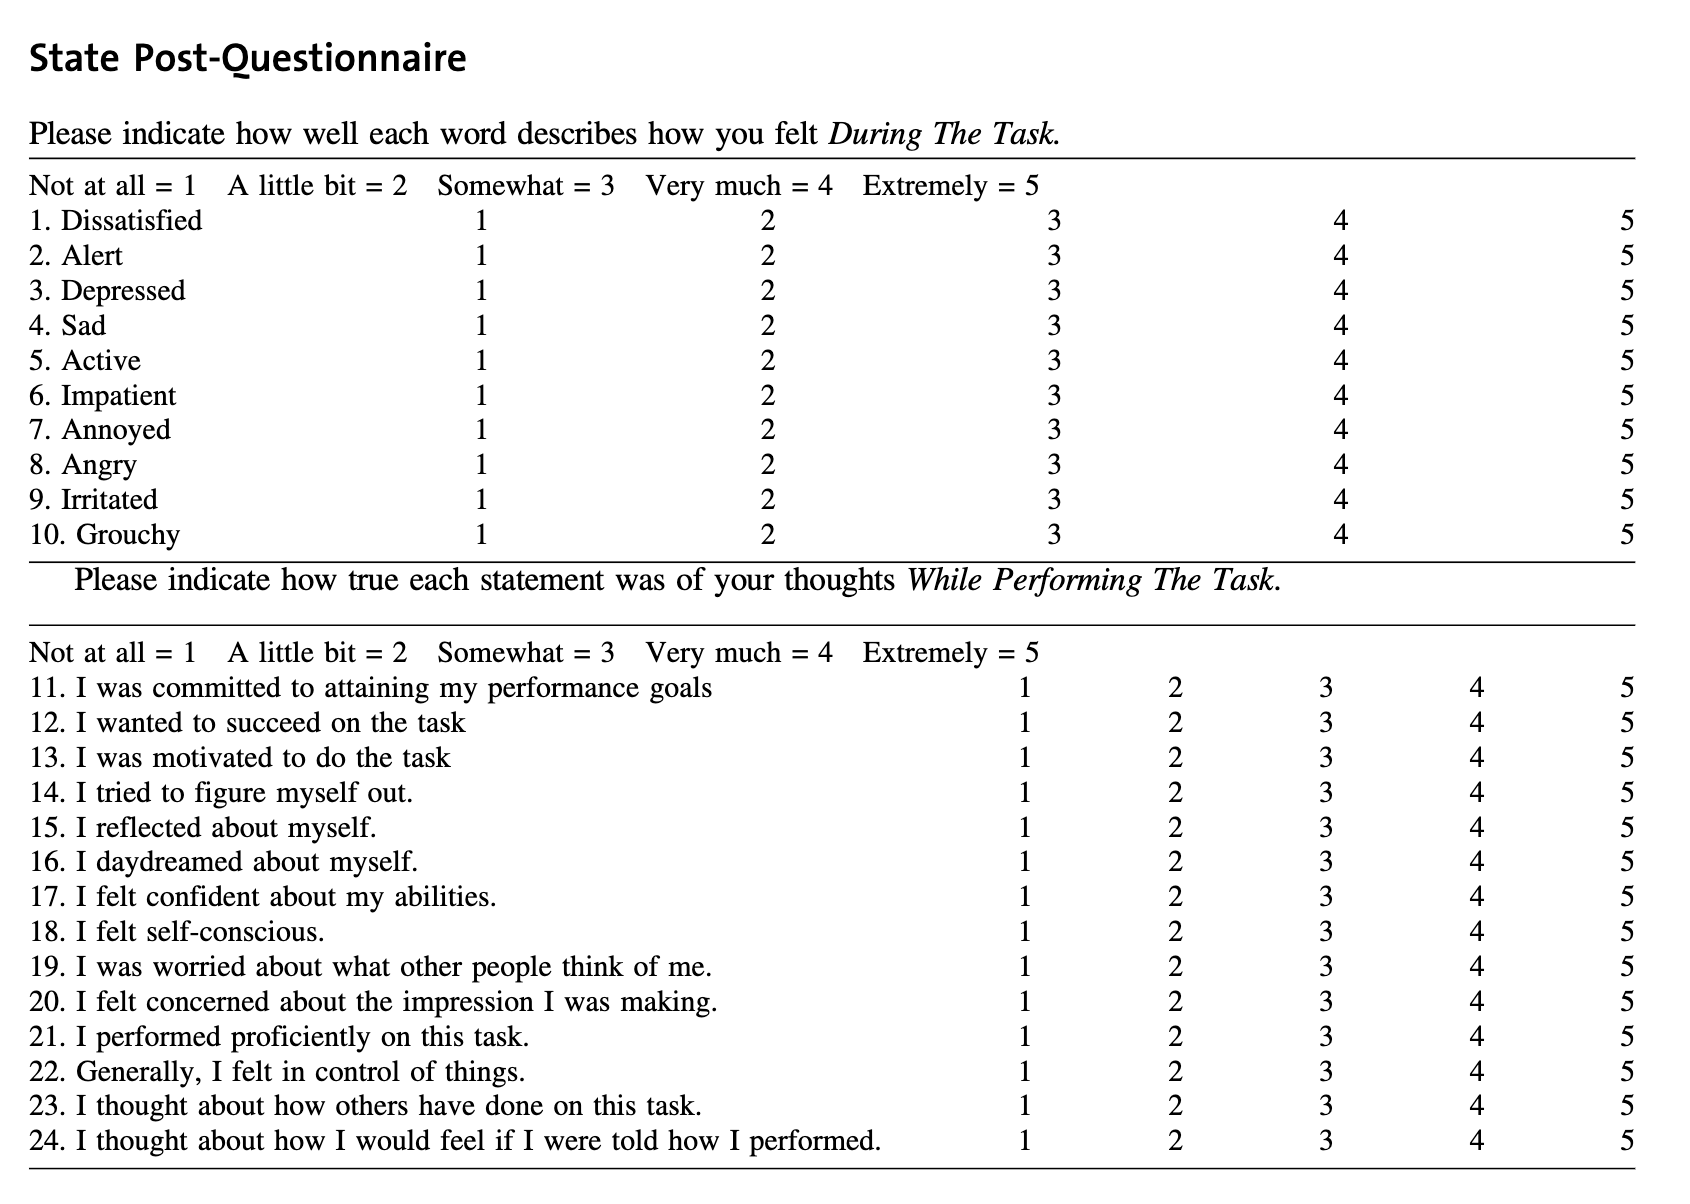 State Post-Questionnaire
Please indicate how well each word describes how you felt During The Task.
Not at all = 1 A little bit = 2 Somewhat = 3 Very much = 4 Extremely = 5
1. Dissatisfied 1 2 3 4 5
2. Alert 1 2 3 4 5
3. Depressed 1 2 3 4 5
4. Sad 1 2 3 4 5
5. Active 1 2 3 4 5
6. Impatient 1 2 3 4 5
7. Annoyed 1 2 3 4 5
8. Angry 1 2 3 4 5
9. Irritated 1 2 3 4 5
10. Grouchy 1 2 3 4 5
Please indicate how true each statement was of your thoughts While Performing The Task.
Not at all = 1 A little bit = 2 Somewhat = 3 Very much = 4 Extremely = 5
11. I was committed to attaining my performance goals 1 2 3 4 5
12. I wanted to succeed on the task 1 2 3 4 5
13. I was motivated to do the task 1 2 3 4 5
14. I tried to figure myself out. 1 2 3 4 5
15. I reflected about myself. 1 2 3 4 5
16. I daydreamed about myself. 1 2 3 4 5
17. I felt confident about my abilities. 1 2 3 4 5
18. I felt self-conscious. 1 2 3 4 5
19. I was worried about what other people think of me. 1 2 3 4 5
20. I felt concerned about the impression I was making. 1 2 3 4 5
21. I performed proficiently on this task. 1 2 3 4 5
22. Generally, I felt in control of things. 1 2 3 4 5
23. I thought about how others have done on this task. 1 2 3 4 5
24. I thought about how I would feel if I were told how I performed. 1 2 3 4 5